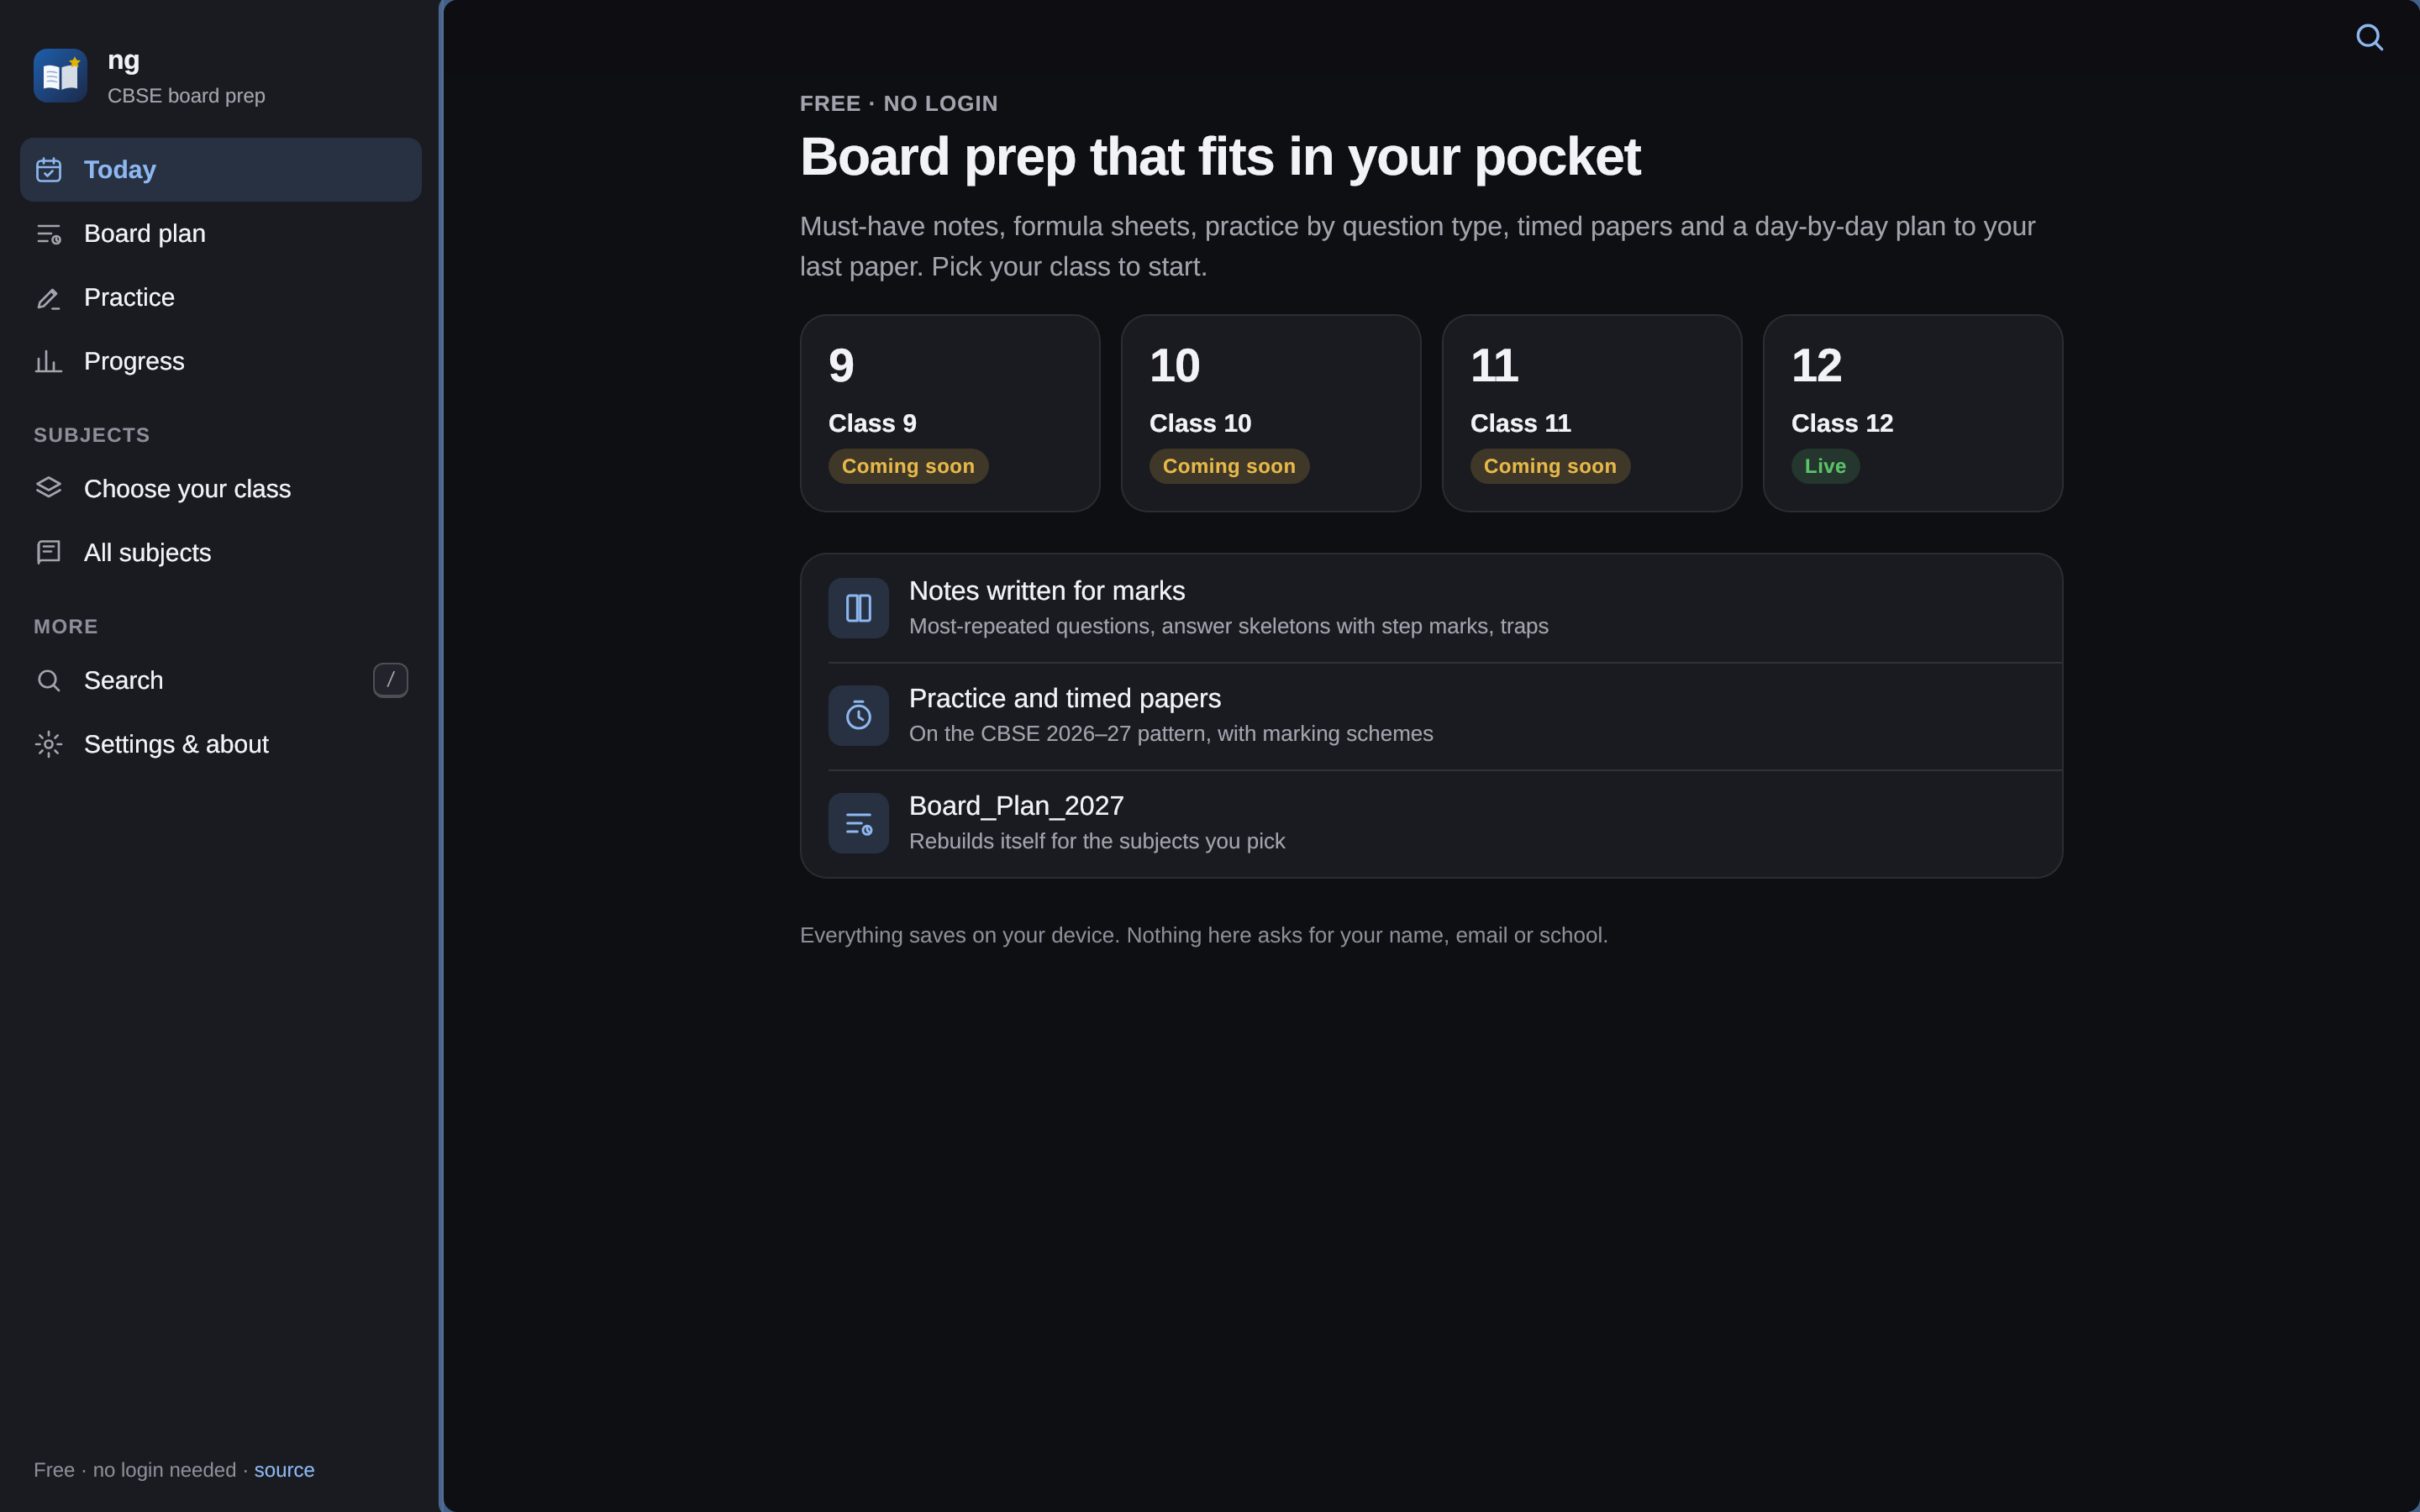 ng
CBSE board prep
Today
Board plan
Practice
Progress
SUBJECTS
Choose your class
All subjects
MORE
Search /
Settings & about
Free · no login needed · source
FREE · NO LOGIN
Board prep that fits in your pocket
Must-have notes, formula sheets, practice by question type, timed papers and a day-by-day plan to your
last paper. Pick your class to start.
9
Class 9
Coming soon
10
Class 10
Coming soon
11
Class 11
Coming soon
12
Class 12
Live
Notes written for marks
Most-repeated questions, answer skeletons with step marks, traps
Practice and timed papers
On the CBSE 2026–27 pattern, with marking schemes
Board_Plan_2027
Rebuilds itself for the subjects you pick
Everything saves on your device. Nothing here asks for your name, email or school.